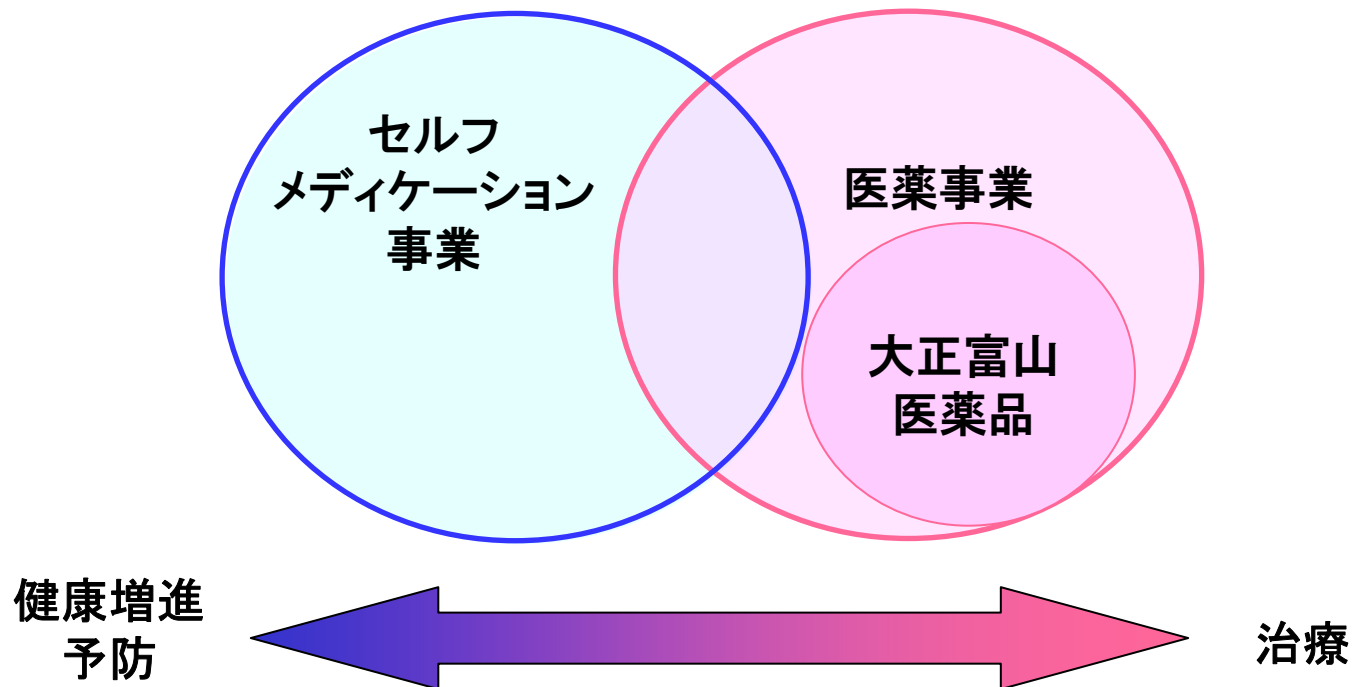 セルフ
メディケーション
事業
医薬事業
大正富山
医薬品
健康増進
予防
治療